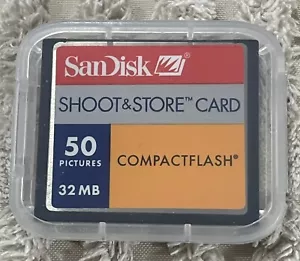 SanDisk
SHOOT&STORE™ CARD
50
PICTURES
32 MB
COMPACTFLASH®